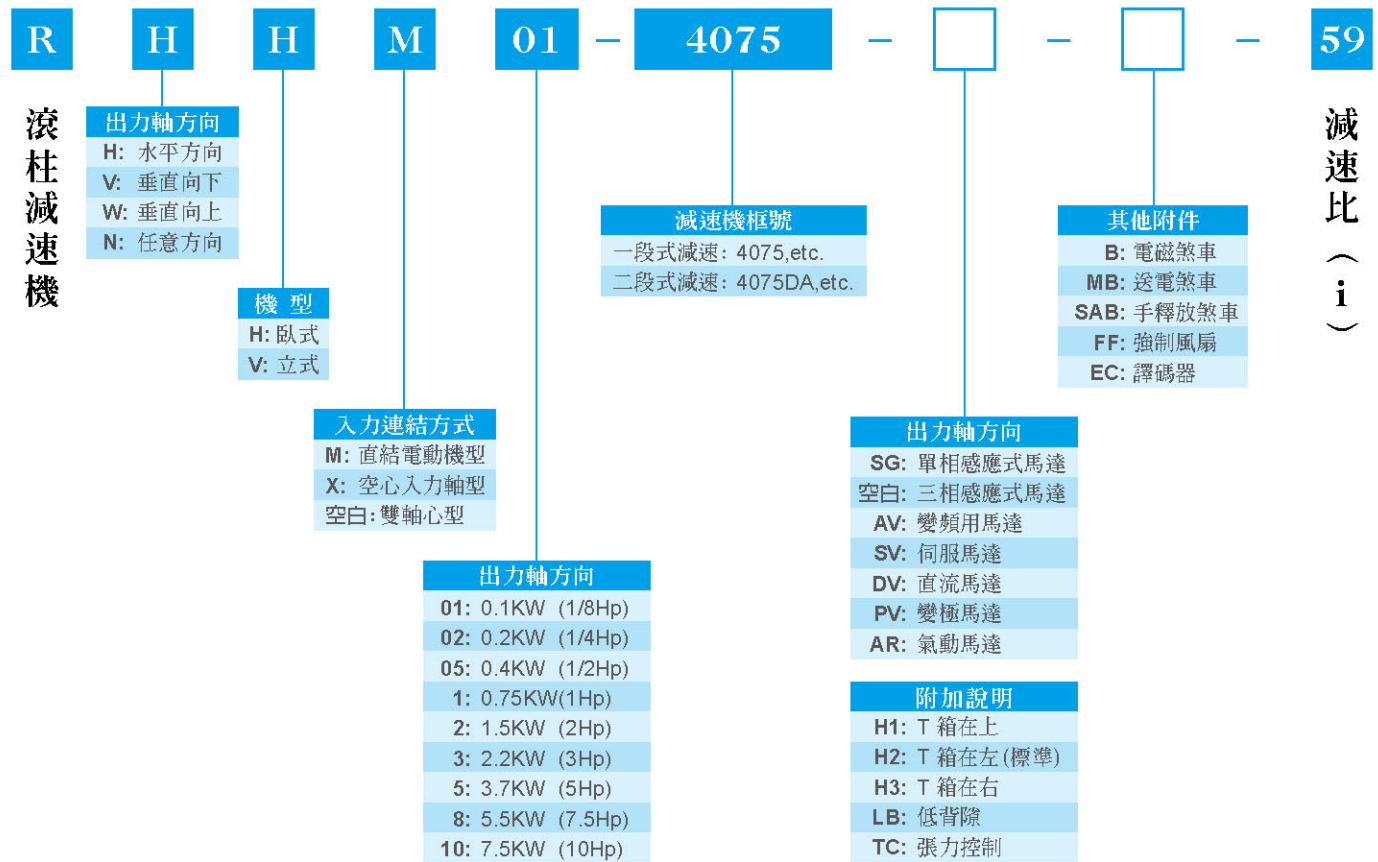 R H H M 01 - 4075 - - - 59
滾柱減速機
減速比（i）
出力軸方向
H: 水平方向
V: 垂直向下
W: 垂直向上
N: 任意方向
機 型
H: 臥式
V: 立式
入力連結方式
M: 直結電動機型
X: 空心入力軸型
空白: 雙軸心型
出力軸方向
01: 0.1KW (1/8Hp)
02: 0.2KW (1/4Hp)
05: 0.4KW (1/2Hp)
1: 0.75KW(1Hp)
2: 1.5KW (2Hp)
3: 2.2KW (3Hp)
5: 3.7KW (5Hp)
8: 5.5KW (7.5Hp)
10: 7.5KW (10Hp)
減速機框號
一段式減速: 4075,etc.
二段式減速: 4075DA,etc.
出力軸方向
SG: 單相感應式馬達
空白: 三相感應式馬達
AV: 變頻用馬達
SV: 伺服馬達
DV: 直流馬達
PV: 變極馬達
AR: 氣動馬達
附加說明
H1: T 箱在上
H2: T 箱在左(標準)
H3: T 箱在右
LB: 低背隙
TC: 張力控制
其他附件
B: 電磁煞車
MB: 送電煞車
SAB: 手釋放煞車
FF: 強制風扇
EC: 譯碼器